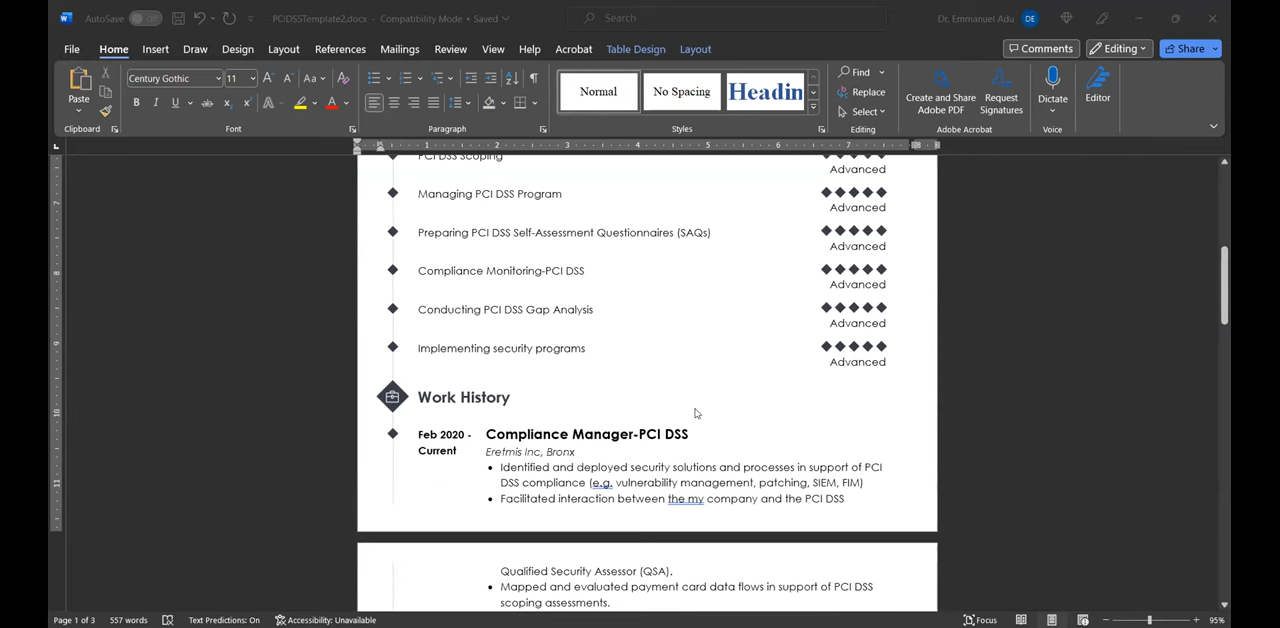 AutoSave Off PCIDSSTemplate2.docx - Compatibility Mode • Saved Search Dr. Emmanuel Adu DE
File Home Insert Draw Design Layout References Mailings Review View Help Acrobat Table Design Layout Comments Editing Share
Paste Century Gothic 11 Normal No Spacing Headin Find Replace Select Create and Share Adobe PDF Request Signatures Dictate Editor
Clipboard Font Paragraph Styles Editing Adobe Acrobat Voice Editor
PCI DSS Scoping
Advanced
Managing PCI DSS Program
Advanced
Preparing PCI DSS Self-Assessment Questionnaires (SAQs)
Advanced
Compliance Monitoring-PCI DSS
Advanced
Conducting PCI DSS Gap Analysis
Advanced
Implementing security programs
Advanced
Work History
Feb 2020 - Compliance Manager-PCI DSS
Current Eretmis Inc, Bronx
• Identified and deployed security solutions and processes in support of PCI
DSS compliance (e.g. vulnerability management, patching, SIEM, FIM)
• Facilitated interaction between the my company and the PCI DSS
Qualified Security Assessor (QSA).
• Mapped and evaluated payment card data flows in support of PCI DSS
scoping assessments.
Page 1 of 3 557 words Text Predictions: On Accessibility: Unavailable Focus 95%